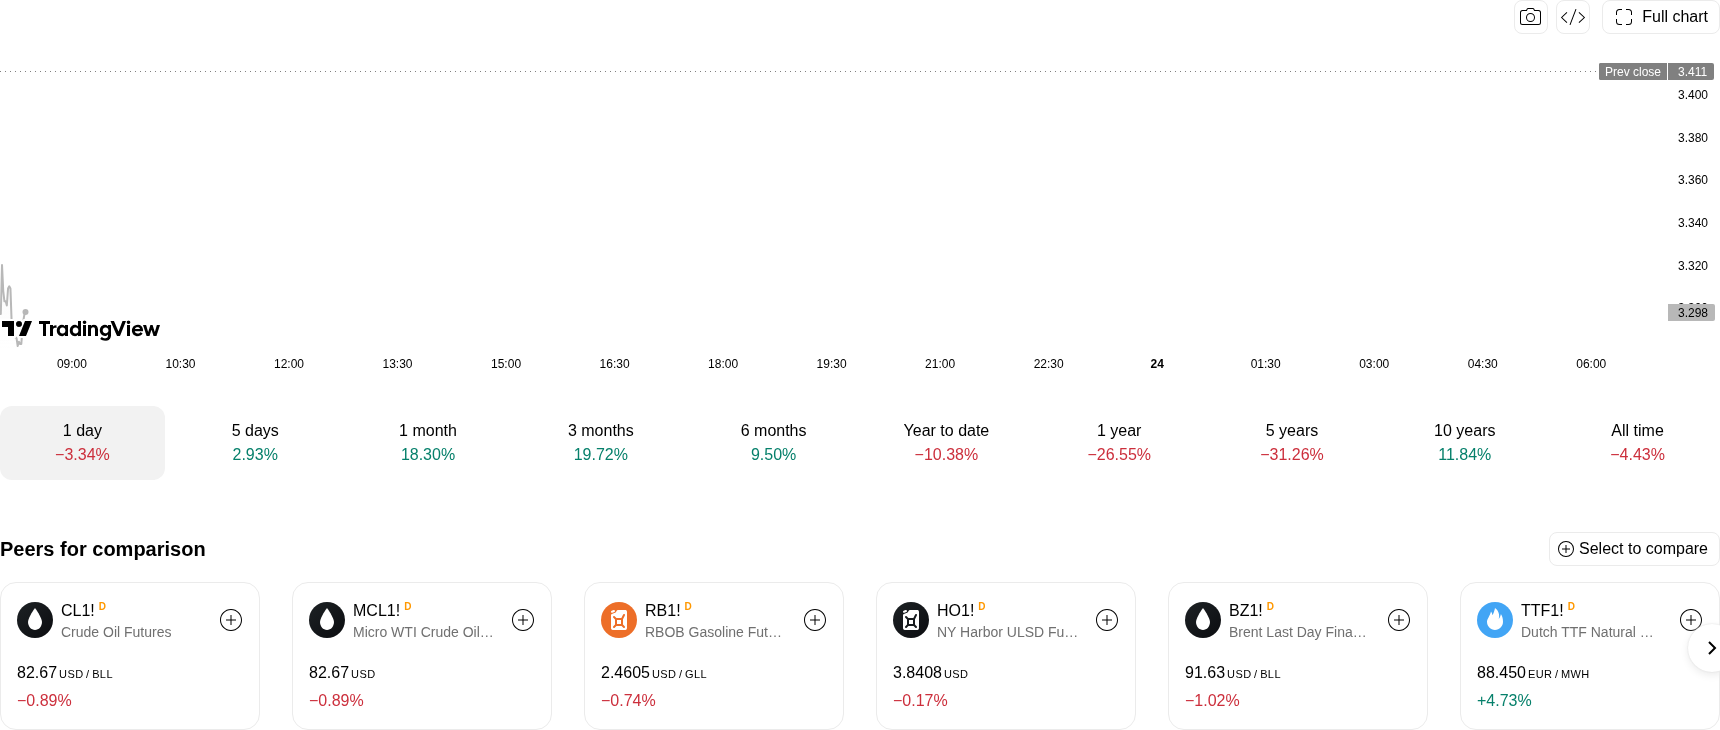 Full chart
Prev close 3.411
3.400
3.380
3.360
3.340
3.320
3.298
TradingView
09:00 10:30 12:00 13:30 15:00 16:30 18:00 19:30 21:00 22:30 24 01:30 03:00 04:30 06:00
1 day 5 days 1 month 3 months 6 months Year to date 1 year 5 years 10 years All time
−3.34% 2.93% 18.30% 19.72% 9.50% −10.38% −26.55% −31.26% 11.84% −4.43%
Peers for comparison
Select to compare
CL1! D
Crude Oil Futures
82.67 USD / BLL
−0.89%
MCL1! D
Micro WTI Crude Oil…
82.67 USD
−0.89%
RB1! D
RBOB Gasoline Fut…
2.4605 USD / GLL
−0.74%
HO1! D
NY Harbor ULSD Fu…
3.8408 USD
−0.17%
BZ1! D
Brent Last Day Fina…
91.63 USD / BLL
−1.02%
TTF1! D
Dutch TTF Natural …
88.450 EUR / MWH
+4.73%